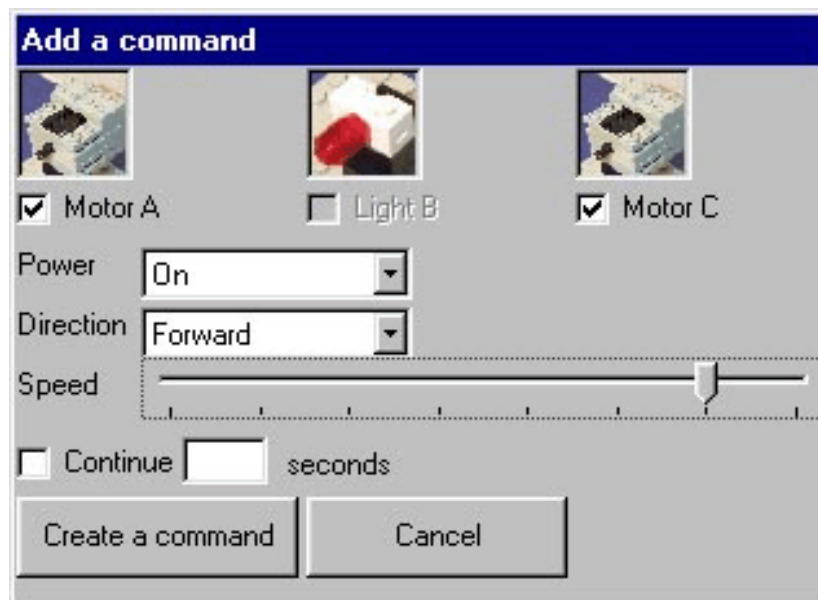 Add a command
Motor A Light B Motor C
Power On
Direction Forward
Speed
Continue seconds
Create a command Cancel